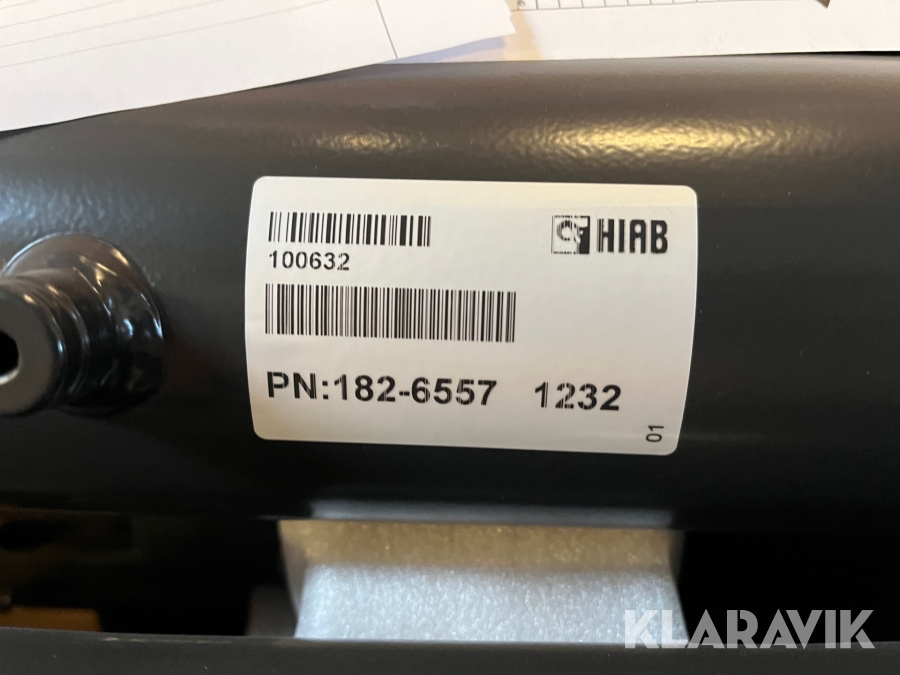 HIAB
100632
PN:182-6557 1232
01
KLARAVIK